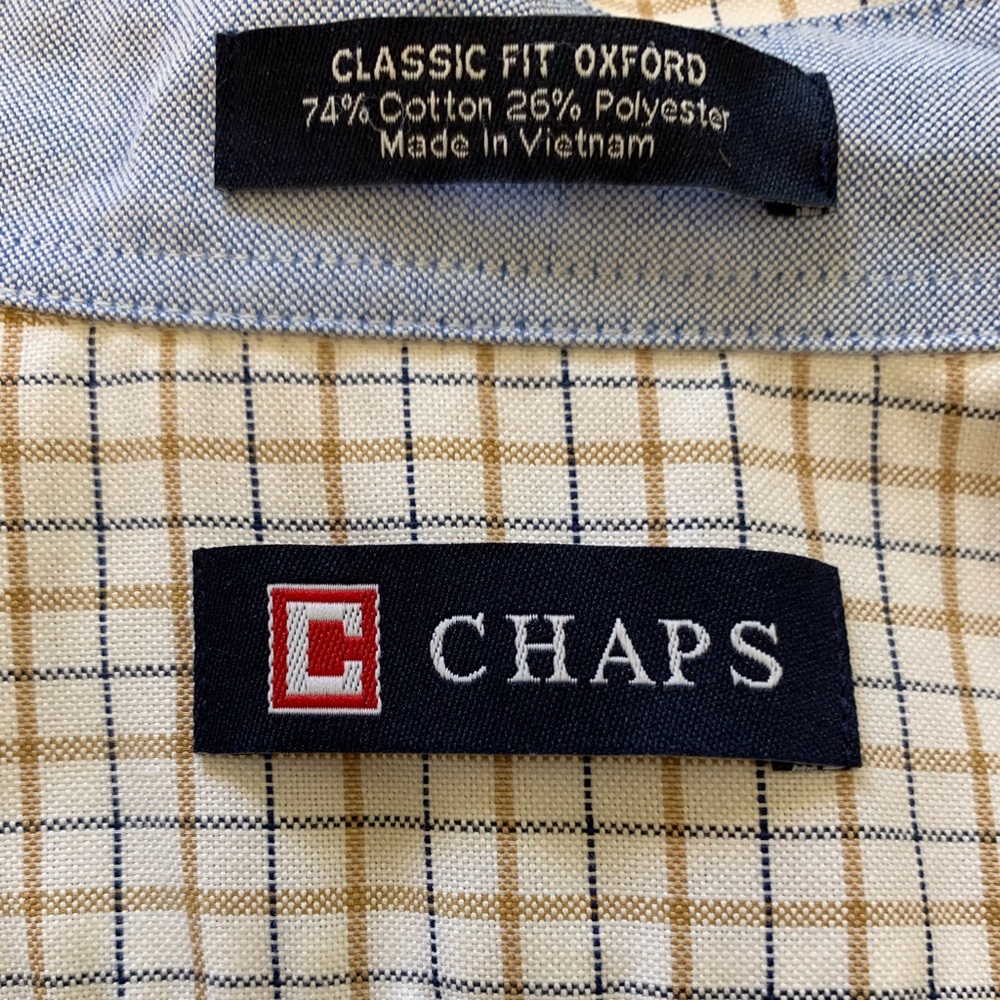 CLASSIC FIT OXFORD
74% Cotton 26% Polyester
Made In Vietnam
C CHAPS